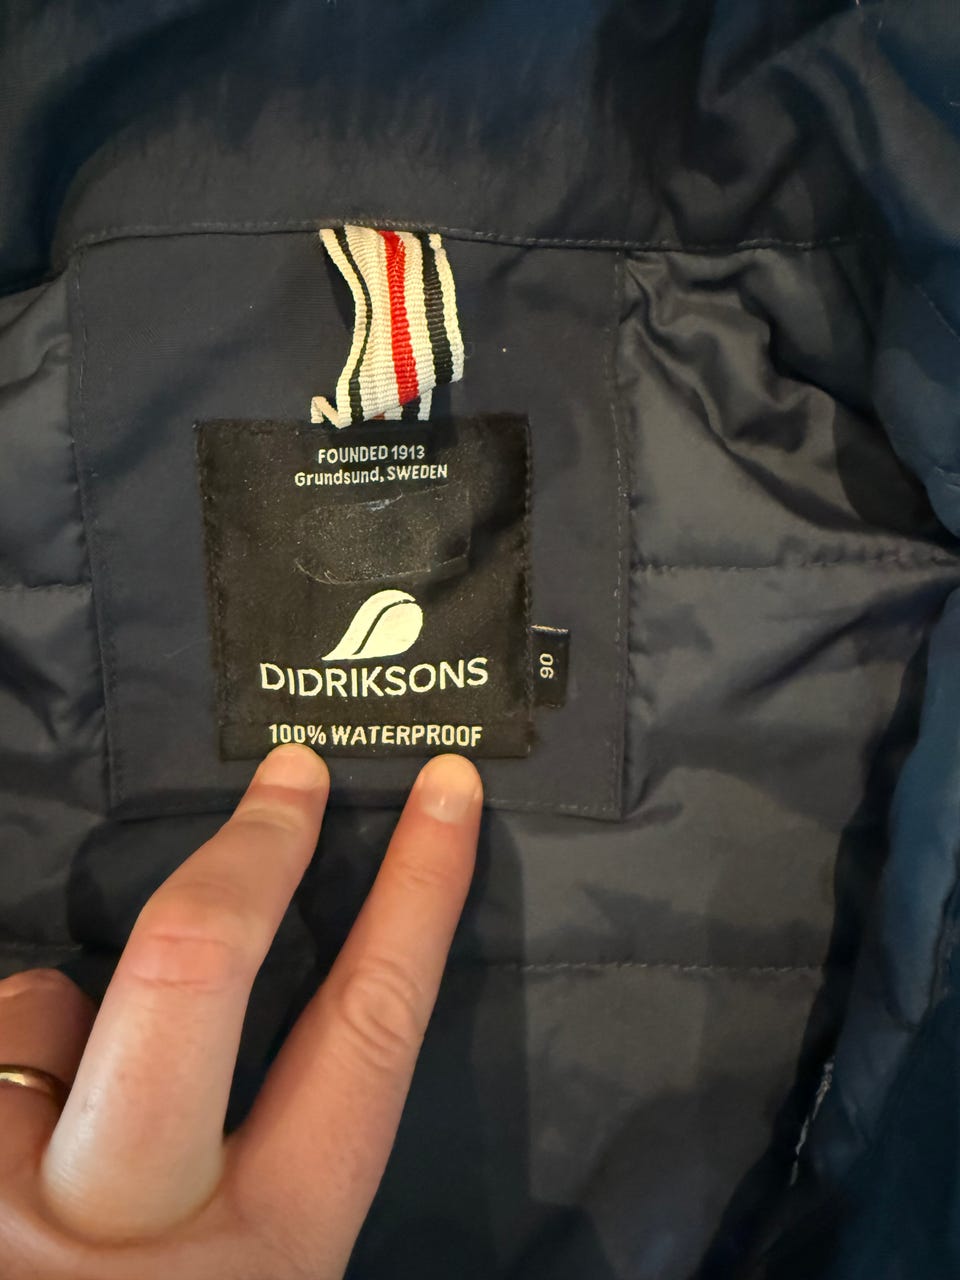 FOUNDED 1913
Grundsund, SWEDEN
DIDRIKSONS
90
100% WATERPROOF